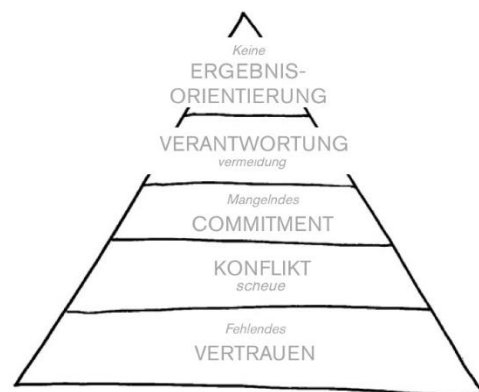 Keine
ERGEBNIS-
ORIENTIERUNG
VERANTWORTUNG
vermeidung
Mangelndes
COMMITMENT
KONFLIKT
scheue
Fehlendes
VERTRAUEN